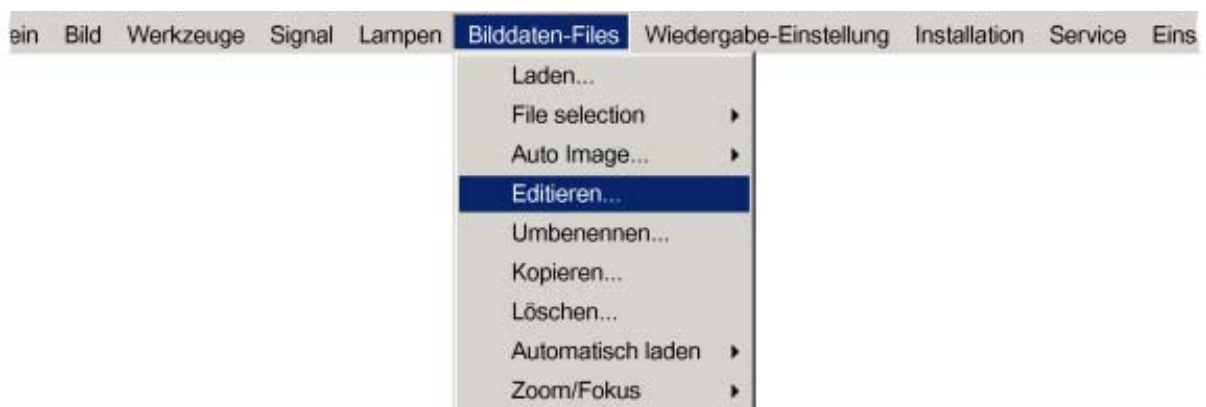 ein Bild Werkzeuge Signal Lampen Bilddaten-Files Wiedergabe-Einstellung Installation Service Eins
Laden...
File selection
Auto Image...
Editieren...
Umbenennen...
Kopieren...
Löschen...
Automatisch laden
Zoom/Fokus